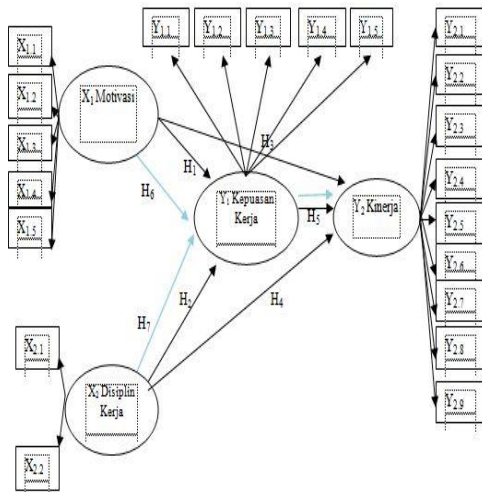 X1.1
X1.2
X1.3
X1.4
X1.5
X1 Motivasi
Y1.1
Y1.2
Y1.3
Y1.4
Y1.5
Y2.1
Y2.2
Y2.3
Y2.4
Y2.5
Y2.6
Y2.7
Y2.8
Y2.9
H1
H3
H6
Y1 Kepuasan
Kerja
H5
Y2 Kinerja
H7
H2
H4
X2.1
X2.2
X2 Disiplin
Kerja